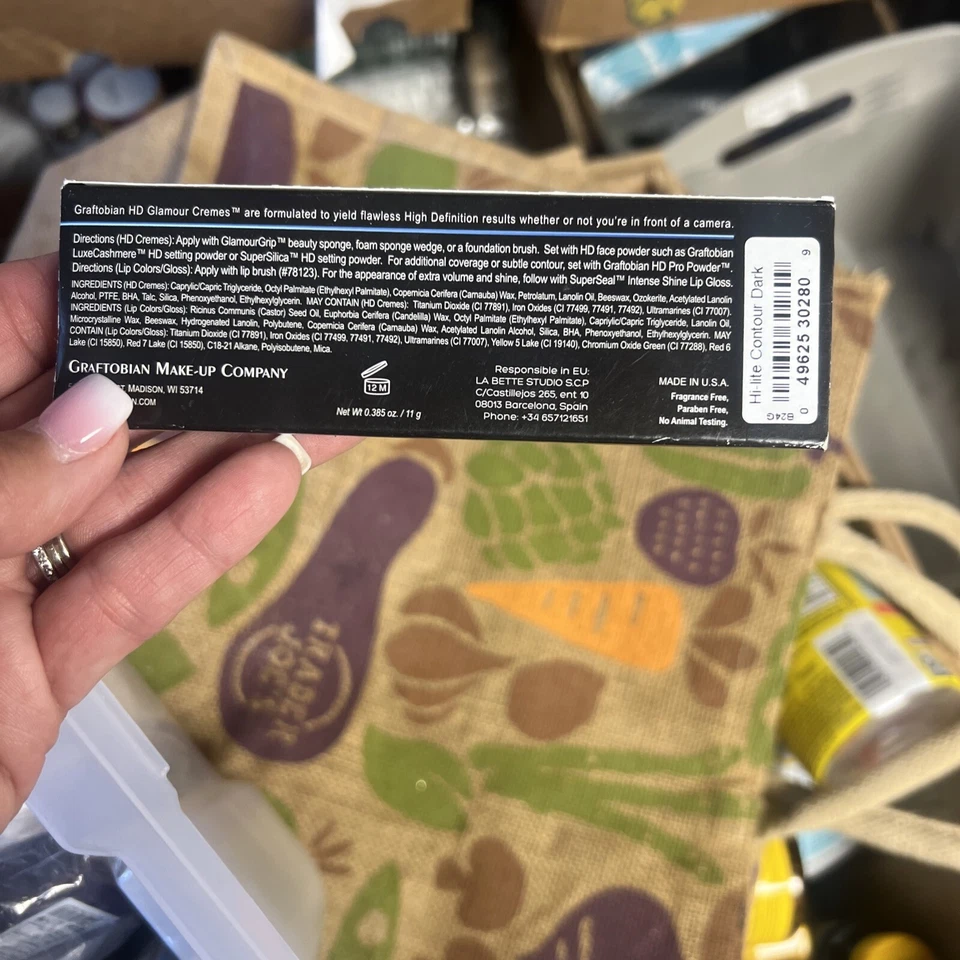 Graftobian HD Glamour Cremes™ are formulated to yield flawless High Definition results whether or not you're in front of a camera.
Directions (HD Cremes): Apply with GlamourGrip™ beauty sponge, foam sponge wedge, or a foundation brush. Set with HD face powder such as Graftobian
LuxeCashmere™ HD setting powder or SuperSilica™ HD setting powder. For additional coverage or subtle contour, set with Graftobian HD Pro Powder™.
Directions (Lip Colors/Gloss): Apply with lip brush (#78123). For the appearance of extra volume and shine, follow with SuperSeal™ Intense Shine Lip Gloss.
INGREDIENTS (HD Cremes): Caprylic/Capric Triglyceride, Octyl Palmitate (Ethylhexyl Palmitate), Copernicia Cerifera (Carnauba) Wax, Petrolatum, Lanolin Oil, Beeswax, Ozokerite, Acetylated Lanolin
Alcohol, PTFE, BHA, Talc, Silica, Phenoxyethanol, Ethylhexylglycerin. MAY CONTAIN (HD Cremes): Titanium Dioxide (CI 77891), Iron Oxides (CI 77499, 77491, 77492), Ultramarines (CI 77007).
INGREDIENTS (Lip Colors/Gloss): Ricinus Communis (Castor) Seed Oil, Euphorbia Cerifera (Candelilla) Wax, Octyl Palmitate (Ethylhexyl Palmitate), Caprylic/Capric Triglyceride, Lanolin Oil,
Microcrystalline Wax, Beeswax, Hydrogenated Lanolin, Polybutene, Copernicia Cerifera (Carnauba) Wax, Acetylated Lanolin Alcohol, Silica, BHA, Phenoxyethanol, Ethylhexylglycerin. MAY
CONTAIN (Lip Colors/Gloss): Titanium Dioxide (CI 77891), Iron Oxides (CI 77499, 77491, 77492), Ultramarines (CI 77007), Yellow 5 Lake (CI 19140), Chromium Oxide Green (CI 77288), Red 6
Lake (CI 15850), Red 7 Lake (CI 15850), C18-21 Alkane, Polyisobutene, Mica.
GRAFTOBIAN MAKE-UP COMPANY
MADISON, WI 53714
.COM
12 M
Net Wt 0.385 oz. / 11 g
Responsible in EU:
LA BETTE STUDIO S.C.P
C/Castillejos 265, ent 10
08013 Barcelona, Spain
Phone: +34 657121651
MADE IN U.S.A.
Fragrance Free,
Paraben Free,
No Animal Testing.
Hi-lite Contour Dark
0 49625 30280 9
B24G
TRADER
JOE'S